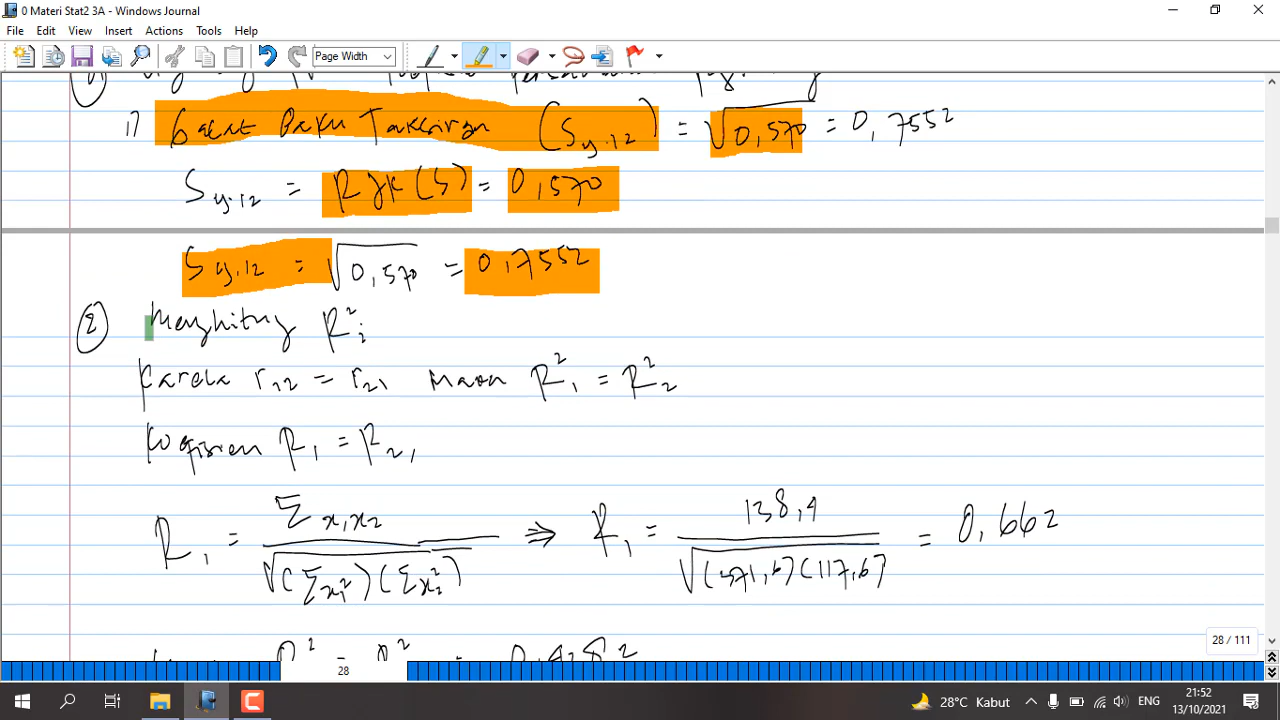 0 Materi Stat2 3A - Windows Journal
File Edit View Insert Actions Tools Help
Page Width
1) Galat Baku Taksiran (Sy.12) = √0,570 = 0,7552
Sy.12 = RJK(S) = 0,570
Sy.12 = √0,570 = 0,7552
② Menghitung R²i
Karena r12 = r21 maka R²1 = R²2
Koefisien R1 = R2,
R1 = Σx1x2 / √(Σx1²)(Σx2²) ⇒ R1 = 138,4 / √(371,6)(117,6) = 0,662
28 / 111
28
28°C Kabut
ENG
21:52
13/10/2021